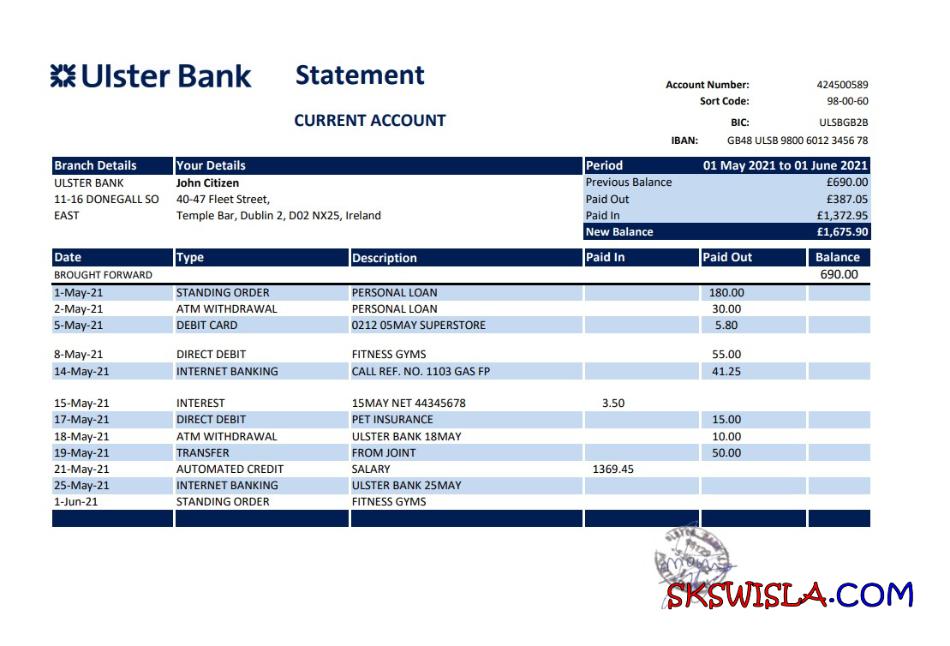 Ulster Bank Statement
CURRENT ACCOUNT
Account Number: 424500589
Sort Code: 98-00-60
BIC: ULSBGB2B
IBAN: GB48 ULSB 9800 6012 3456 78
Branch Details Your Details Period 01 May 2021 to 01 June 2021
ULSTER BANK John Citizen Previous Balance £690.00
11-16 DONEGALL SO 40-47 Fleet Street, Paid Out £387.05
EAST Temple Bar, Dublin 2, D02 NX25, Ireland Paid In £1,372.95
New Balance £1,675.90
Date Type Description Paid In Paid Out Balance
BROUGHT FORWARD 690.00
1-May-21 STANDING ORDER PERSONAL LOAN 180.00
2-May-21 ATM WITHDRAWAL PERSONAL LOAN 30.00
5-May-21 DEBIT CARD 0212 05MAY SUPERSTORE 5.80
8-May-21 DIRECT DEBIT FITNESS GYMS 55.00
14-May-21 INTERNET BANKING CALL REF. NO. 1103 GAS FP 41.25
15-May-21 INTEREST 15MAY NET 44345678 3.50
17-May-21 DIRECT DEBIT PET INSURANCE 15.00
18-May-21 ATM WITHDRAWAL ULSTER BANK 18MAY 10.00
19-May-21 TRANSFER FROM JOINT 50.00
21-May-21 AUTOMATED CREDIT SALARY 1369.45
25-May-21 INTERNET BANKING ULSTER BANK 25MAY
1-Jun-21 STANDING ORDER FITNESS GYMS
SKSWISLA.COM